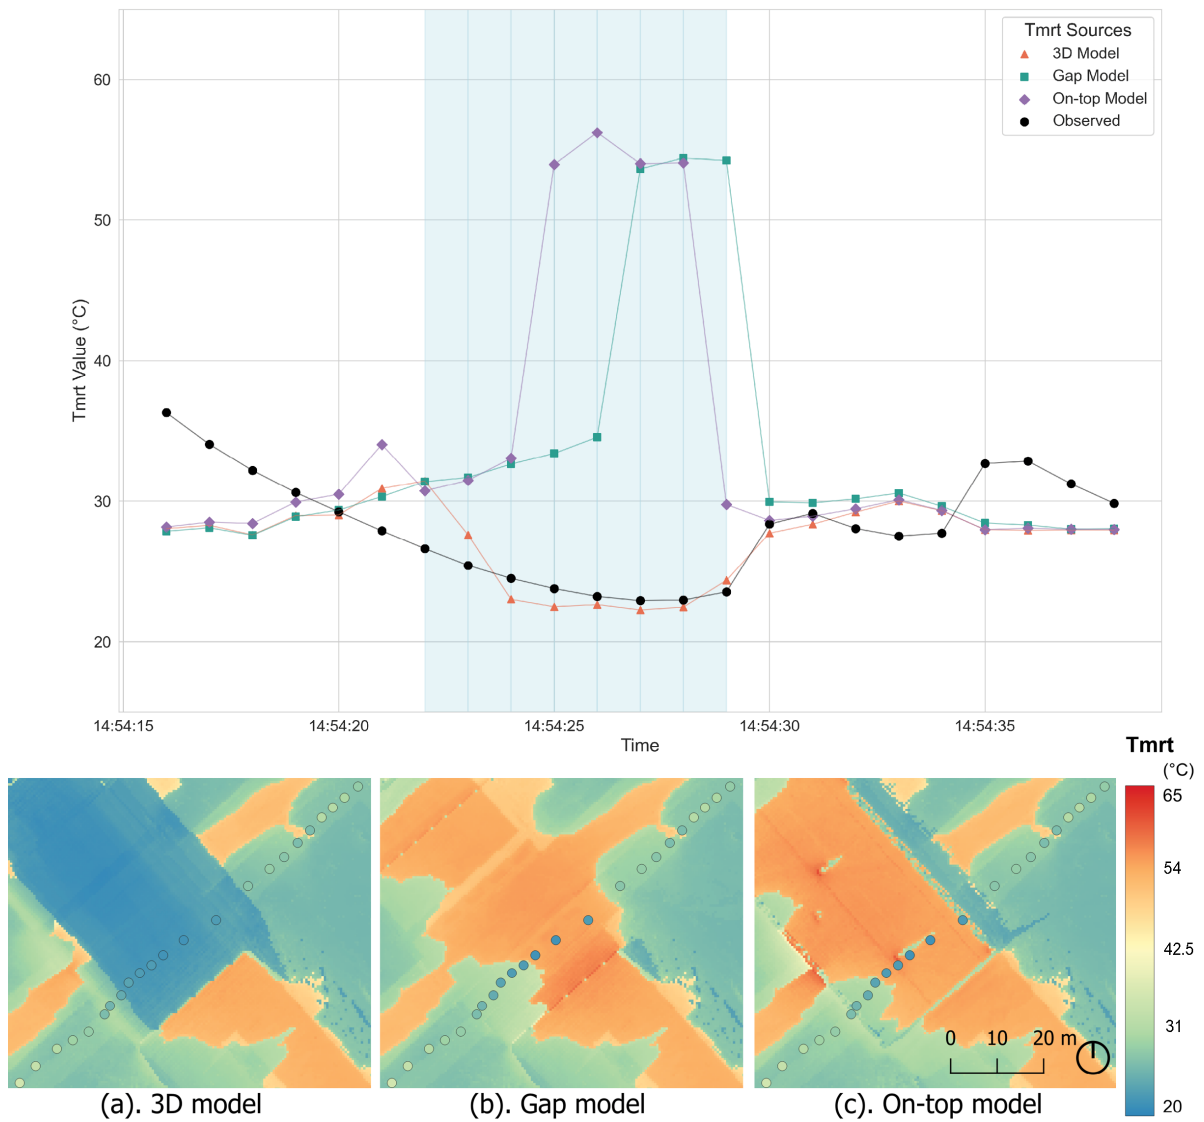 Tmrt Sources
3D Model
Gap Model
On-top Model
Observed
60
50
40
30
20
Tmrt Value (°C)
14:54:15
14:54:20
14:54:25
14:54:30
14:54:35
Time
Tmrt
(°C)
65
54
42.5
31
20
0 10 20 m
(a). 3D model
(b). Gap model
(c). On-top model